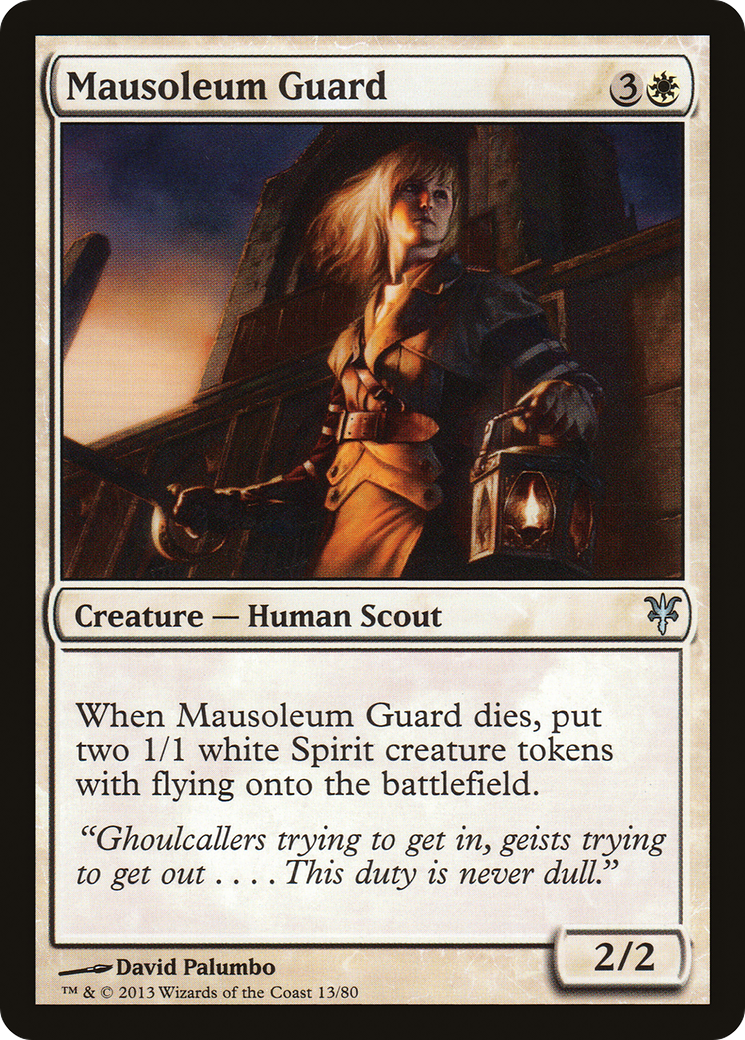 Mausoleum Guard 3
Creature — Human Scout
When Mausoleum Guard dies, put
two 1/1 white Spirit creature tokens
with flying onto the battlefield.
“Ghoulcallers trying to get in, geists trying
to get out . . . . This duty is never dull.”
2/2
David Palumbo
™ & © 2013 Wizards of the Coast 13/80